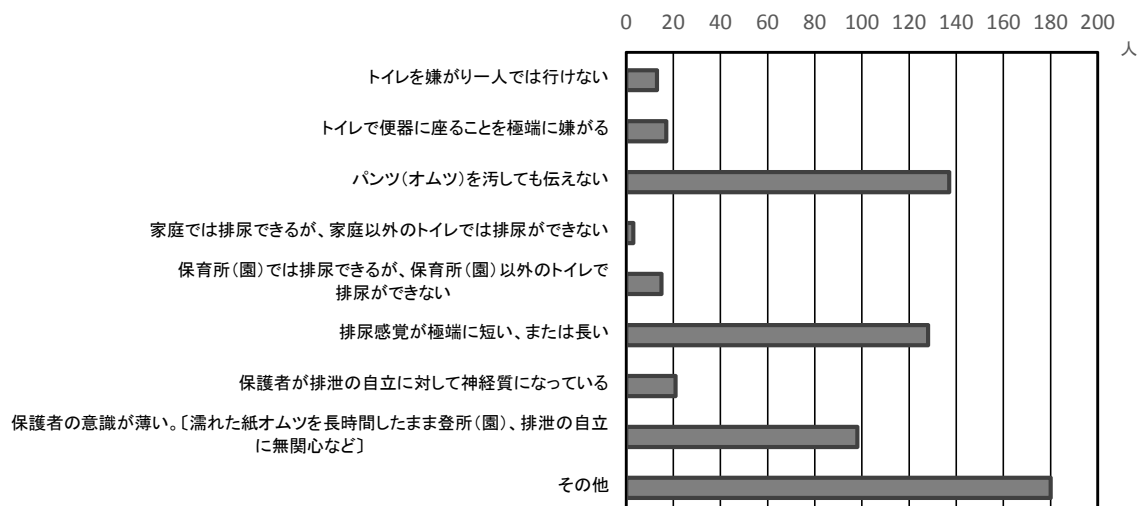 0 20 40 60 80 100 120 140 160 180 200
人
トイレを嫌がり一人では行けない
トイレで便器に座ることを極端に嫌がる
パンツ(オムツ)を汚しても伝えない
家庭では排尿できるが、家庭以外のトイレでは排尿ができない
保育所(園)では排尿できるが、保育所(園)以外のトイレで
排尿ができない
排尿感覚が極端に短い、または長い
保護者が排泄の自立に対して神経質になっている
保護者の意識が薄い。〔濡れた紙オムツを長時間したまま登所(園)、排泄の自立
に無関心など〕
その他